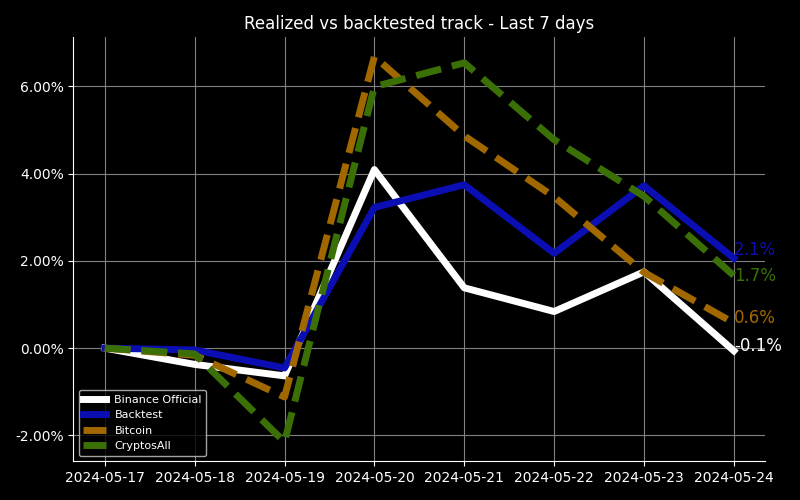 Realized vs backtested track - Last 7 days
6.00%
4.00%
2.00%
0.00%
-2.00%
2.1%
1.7%
0.6%
-0.1%
Binance Official
Backtest
Bitcoin
CryptosAll
2024-05-17 2024-05-18 2024-05-19 2024-05-20 2024-05-21 2024-05-22 2024-05-23 2024-05-24